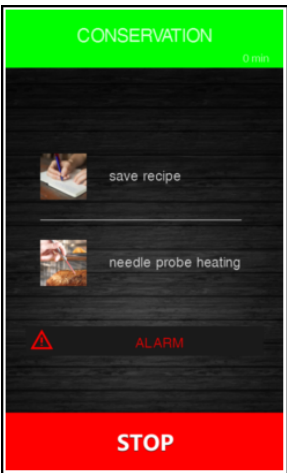 CONSERVATION
0 min
save recipe
needle probe heating
ALARM
STOP